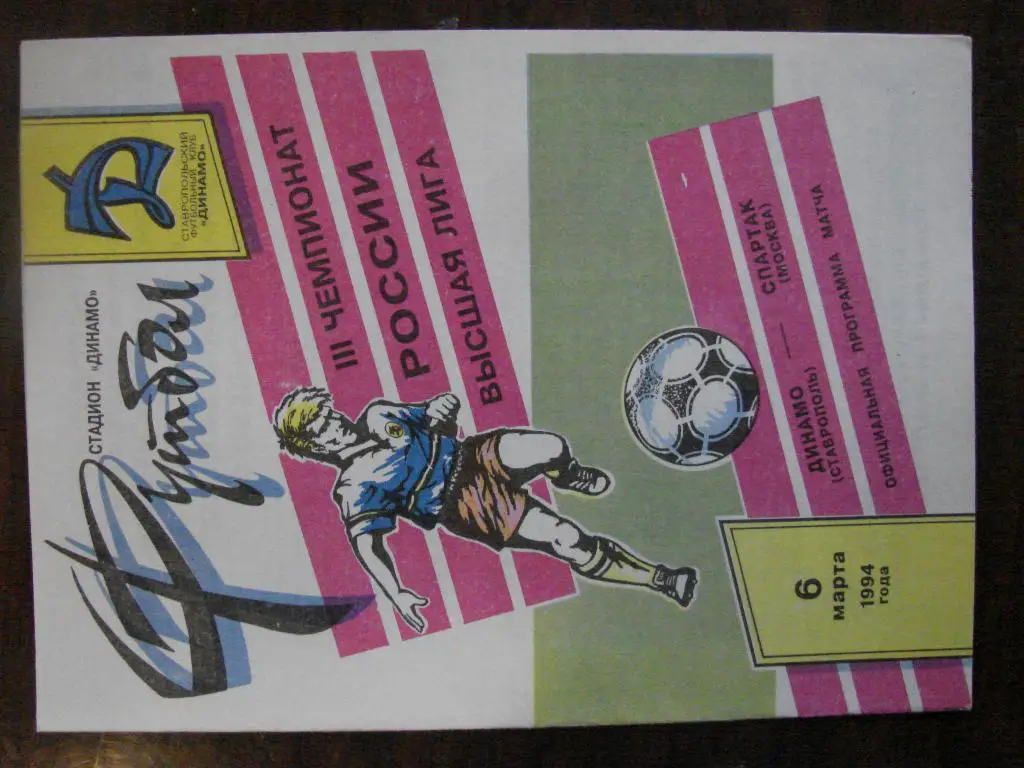 СТАДИОН «ДИНАМО»
Футбол
Д
СТАВРОПОЛЬСКИЙ
ФУТБОЛЬНЫЙ КЛУБ
«ДИНАМО»
III ЧЕМПИОНАТ
РОССИИ
ВЫСШАЯ ЛИГА
ДИНАМО — СПАРТАК
(СТАВРОПОЛЬ) (МОСКВА)
ОФИЦИАЛЬНАЯ ПРОГРАММА МАТЧА
6
марта
1994
года